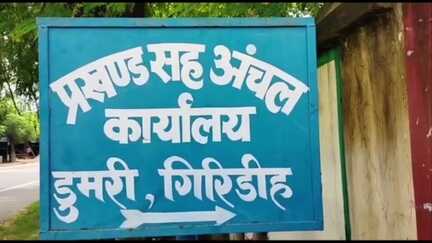 प्रखण्ड सह अंचल
कार्यालय
डुमरी, गिरिडीह